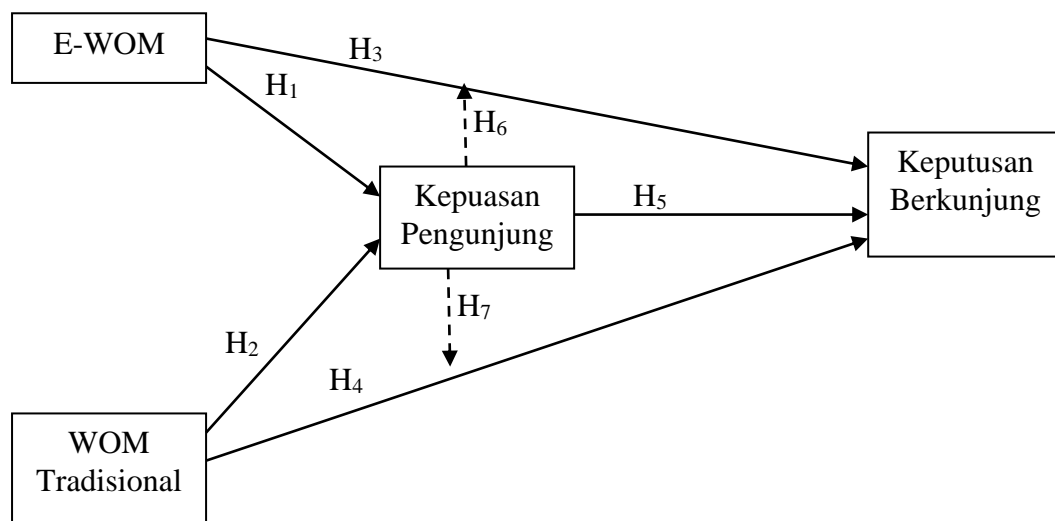 E-WOM
H₃
H₁
H₆
Keputusan
Berkunjung
Kepuasan
Pengunjung
H₅
H₇
H₂
H₄
WOM
Tradisional